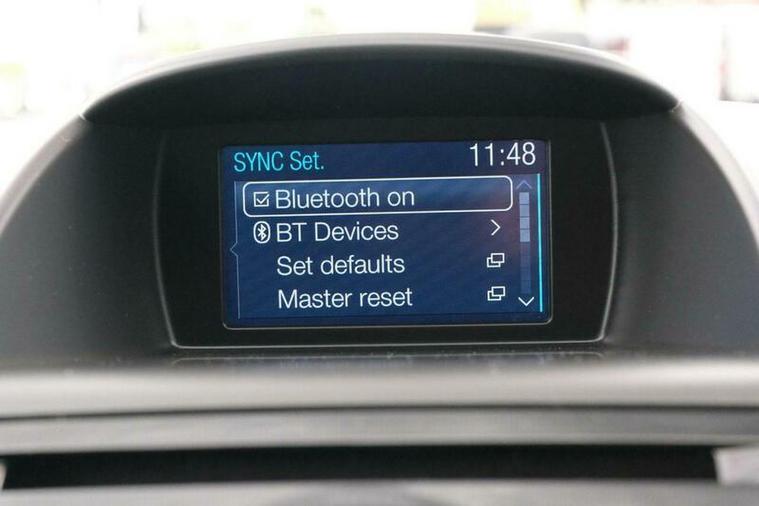 SYNC Set. 11:48
Bluetooth on
BT Devices
Set defaults
Master reset